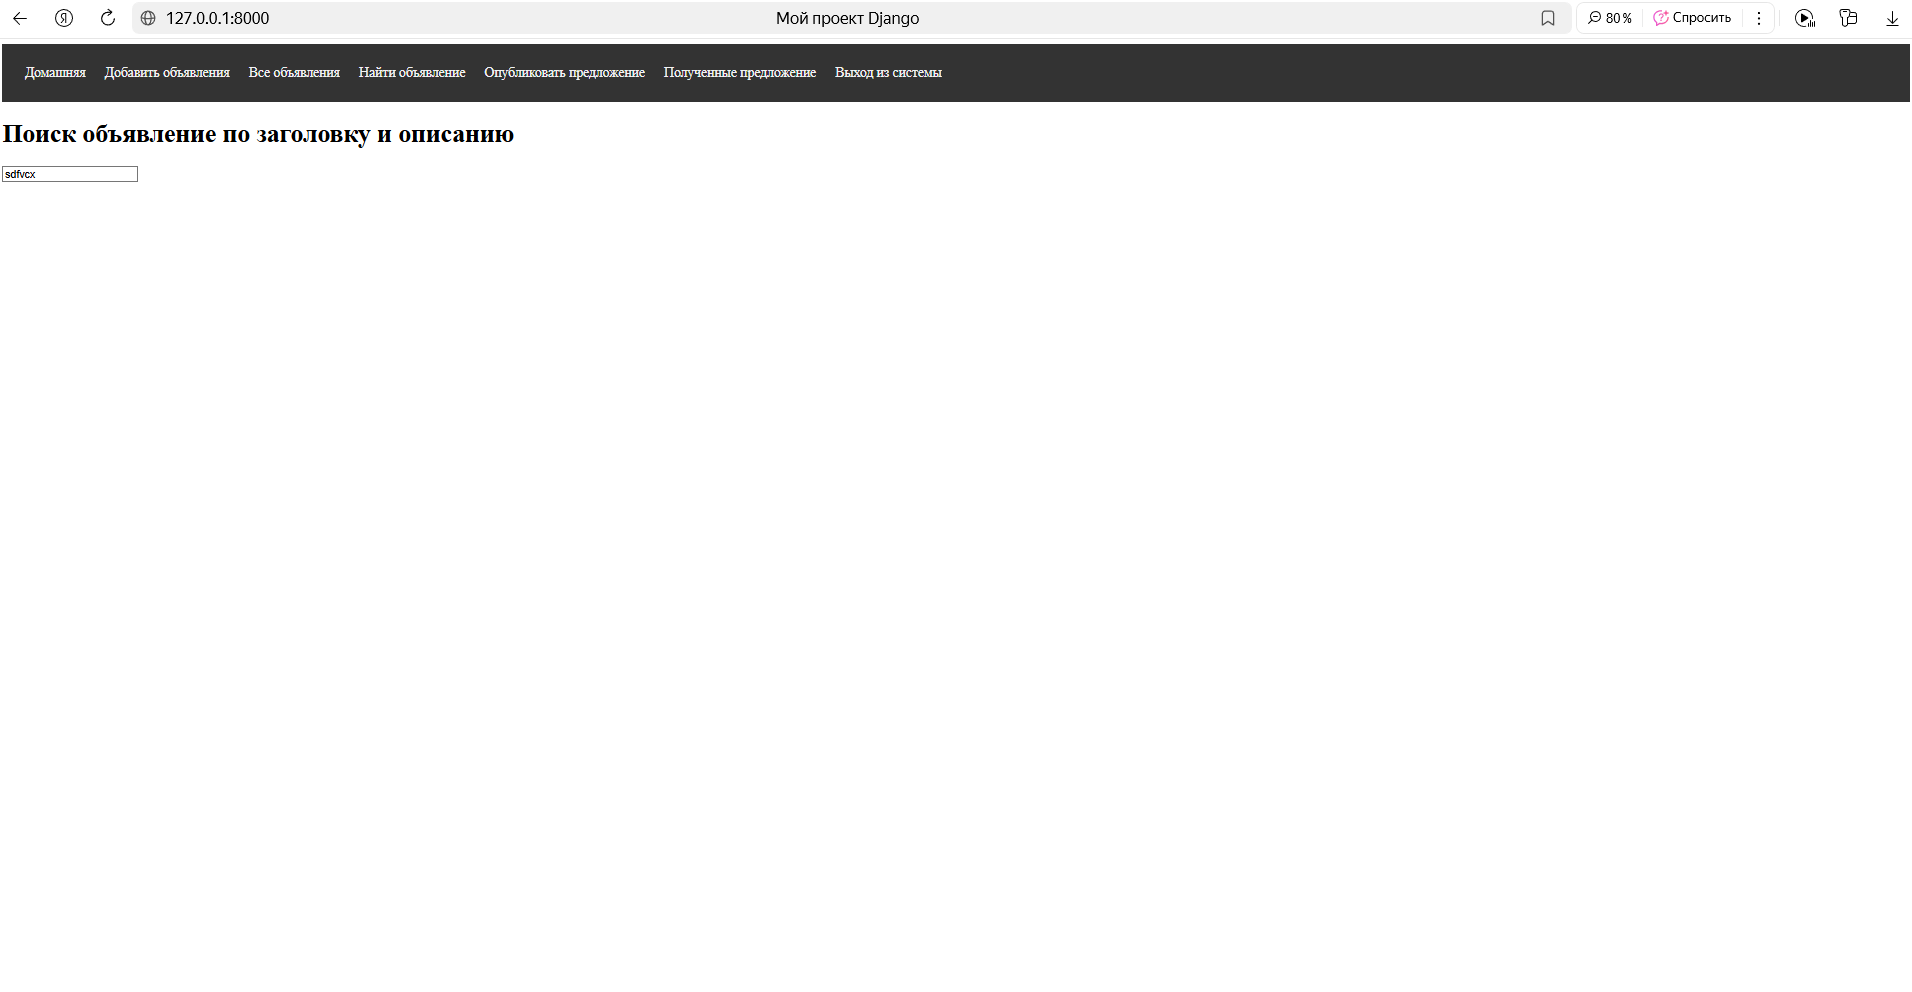 127.0.0.1:8000 Мой проект Django 80% Спросить
Домашняя Добавить объявления Все объявления Найти объявление Опубликовать предложение Полученные предложение Выход из системы
Поиск объявление по заголовку и описанию
sdfvcx